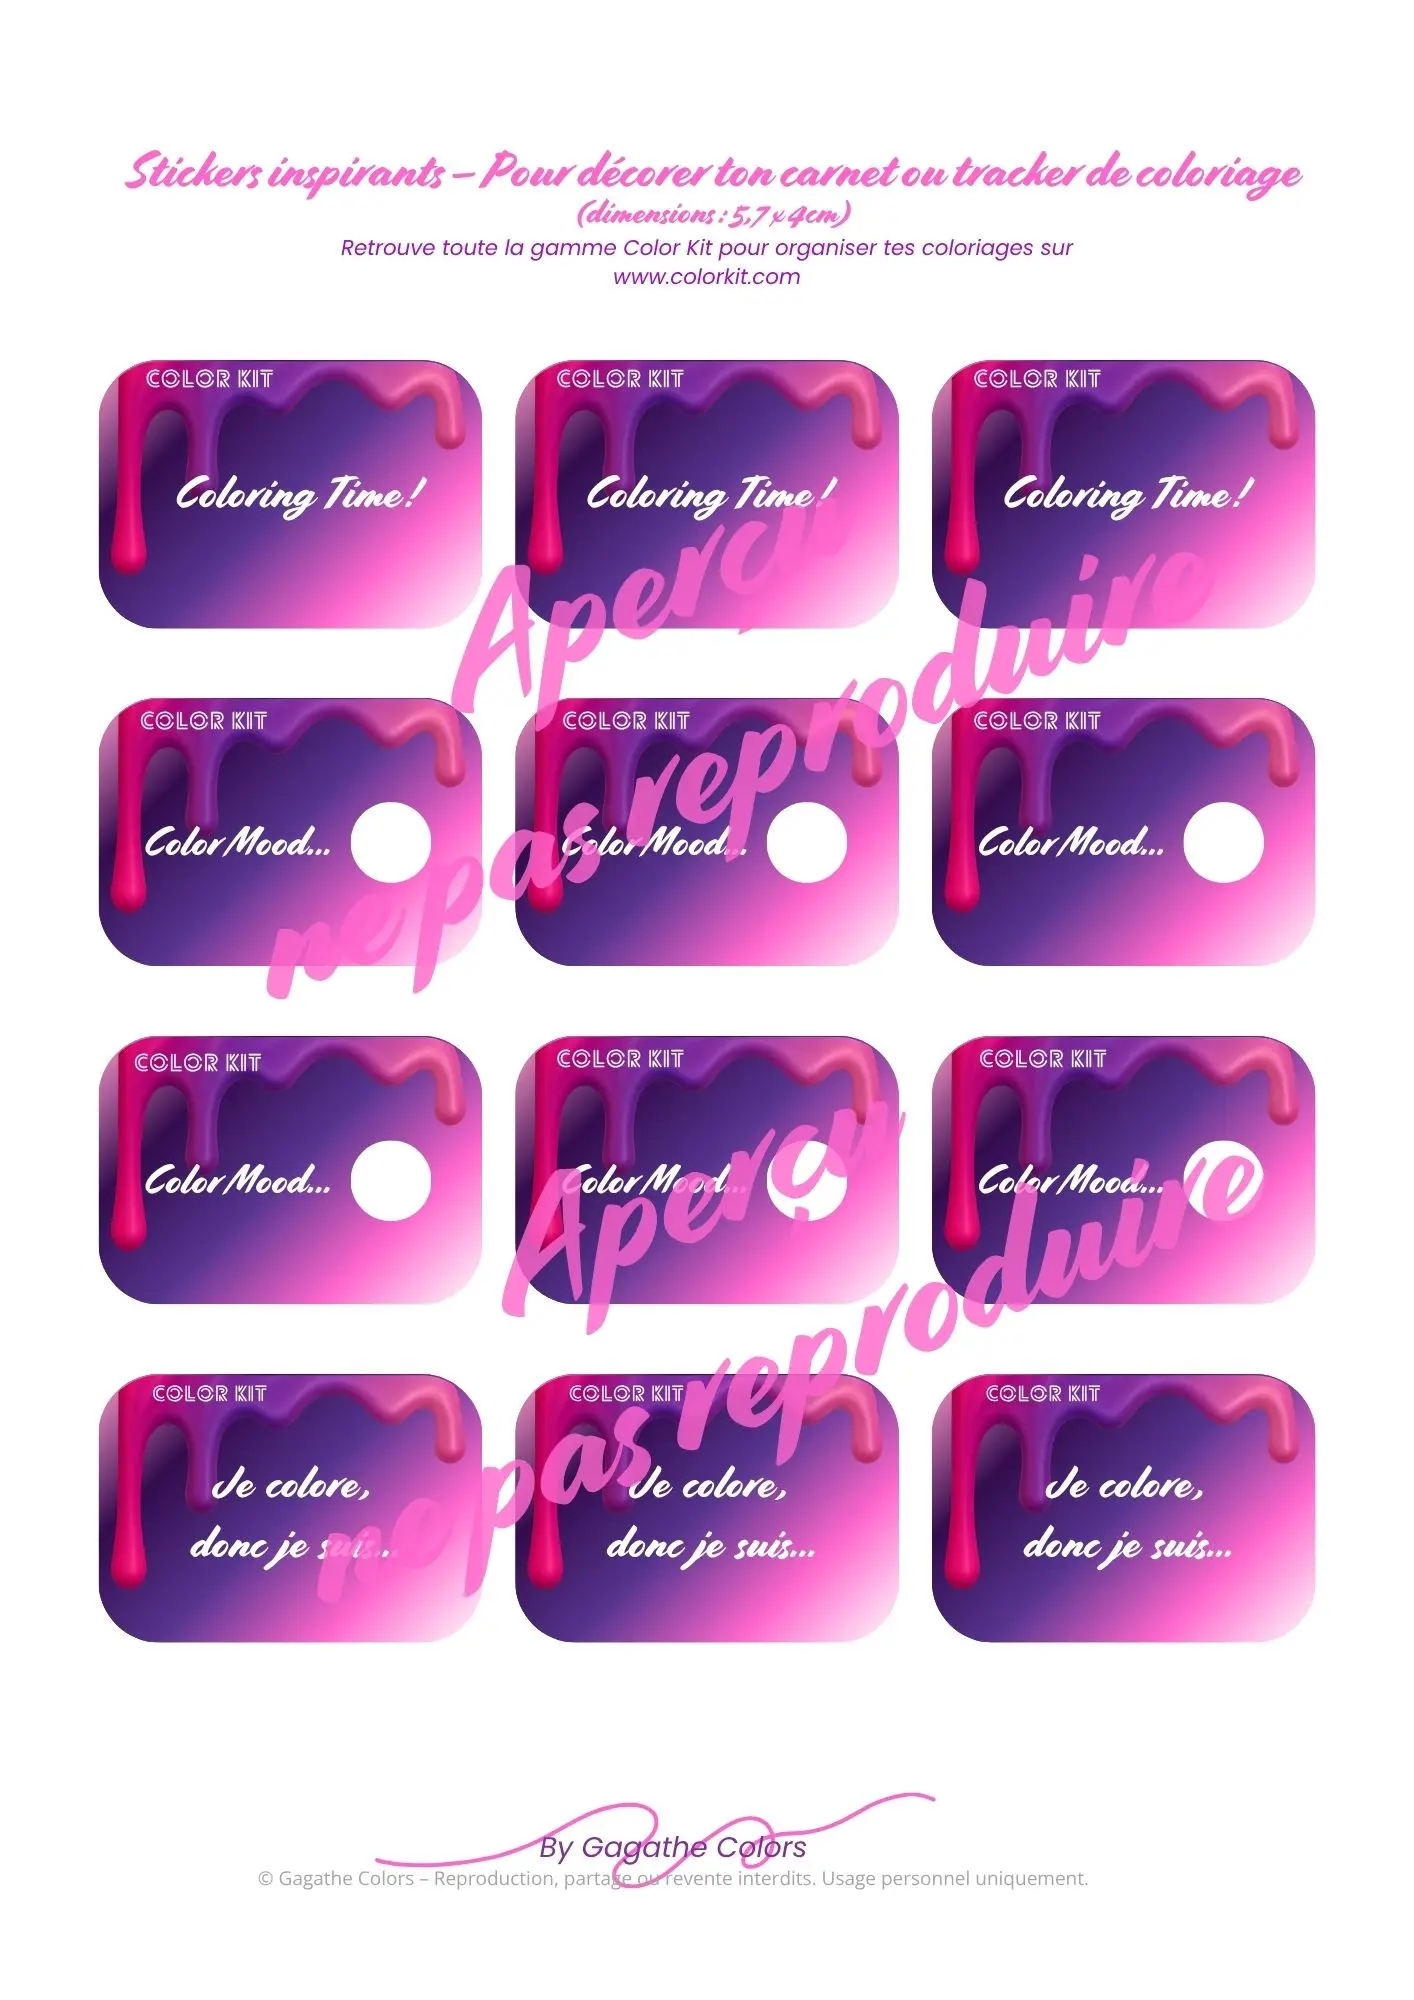 Stickers inspirants – Pour décorer ton carnet ou tracker de coloriage
(dimensions : 5,7 x 4cm)
Retrouve toute la gamme Color Kit pour organiser tes coloriages sur
www.colorkit.com
COLOR KIT
Coloring Time!
COLOR KIT
Coloring Time!
COLOR KIT
Coloring Time!
Aperçu
ne pas reproduire
COLOR KIT
Color Mood...
COLOR KIT
Color Mood...
COLOR KIT
Color Mood...
COLOR KIT
Color Mood...
COLOR KIT
Color Mood...
COLOR KIT
Color Mood...
Aperçu
ne pas reproduire
COLOR KIT
Je colore,
donc je suis...
COLOR KIT
Je colore,
donc je suis...
COLOR KIT
Je colore,
donc je suis...
By Gagathe Colors
© Gagathe Colors – Reproduction, partage ou revente interdits. Usage personnel uniquement.